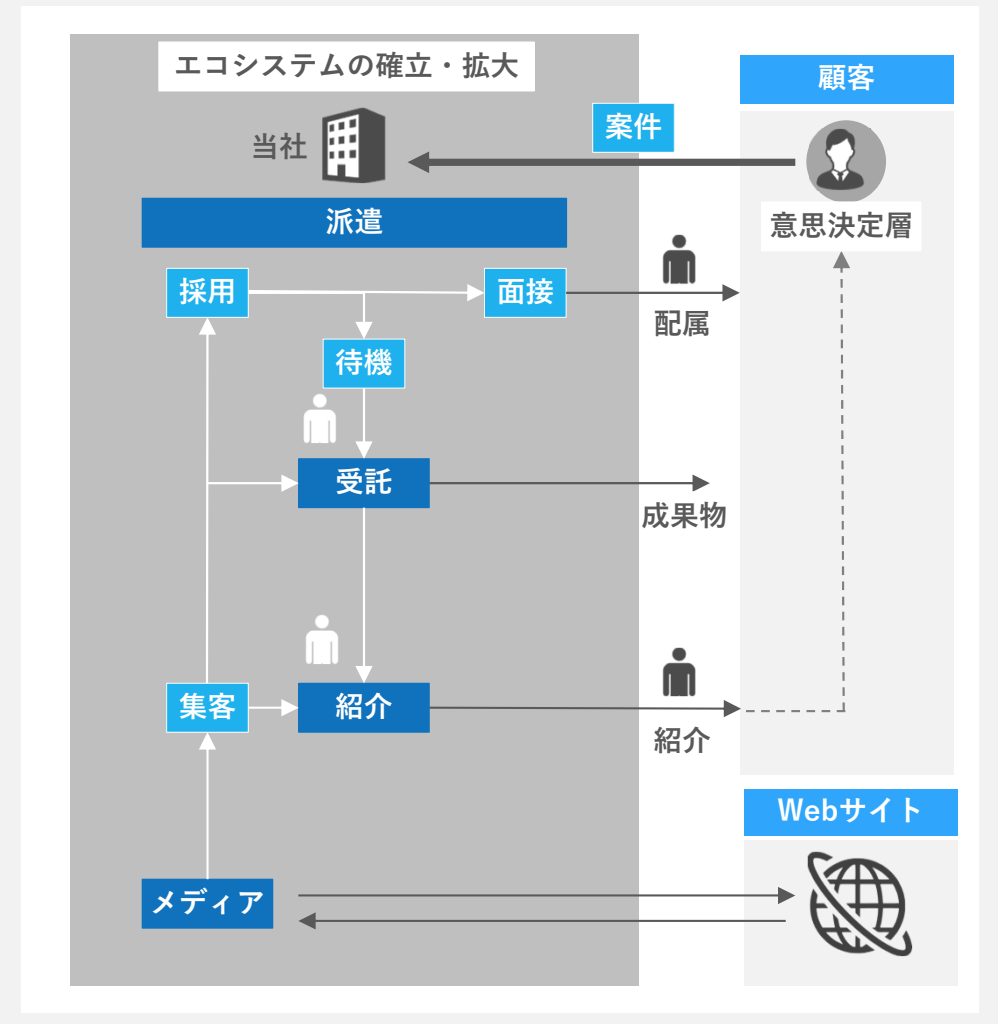 エコシステムの確立・拡大
顧客
案件
当社
派遣
意思決定層
採用
面接
配属
待機
受託
成果物
集客
紹介
紹介
Webサイト
メディア